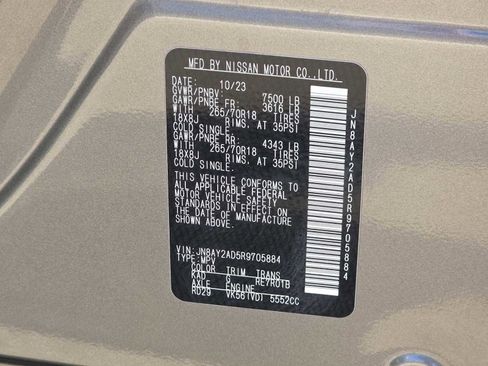 MFD BY NISSAN MOTOR CO.,LTD.
DATE: 10/23
GVWR/PNBV: 7500 LB
GAWR/PNBE FR: 3616 LB
WITH 265/70R18 TIRES
18X8J RIMS. AT 35PSI
COLD SINGLE.
GAWR/PNBE RR: 4343 LB
WITH 265/70R18 TIRES
18X8J RIMS. AT 35PSI
COLD SINGLE.
THIS VEHICLE CONFORMS TO
ALL APPLICABLE FEDERAL
MOTOR VEHICLE SAFETY
STANDARDS IN EFFECT ON
THE DATE OF MANUFACTURE
SHOWN ABOVE.
VIN: JN8AY2AD5R9705884
TYPE: MPV
COLOR TRIM TRANS
KAD G RE7R01B
AXLE ENGINE
RD29 VK56(VD) 5552CC
JN8AY2AD5R9705884